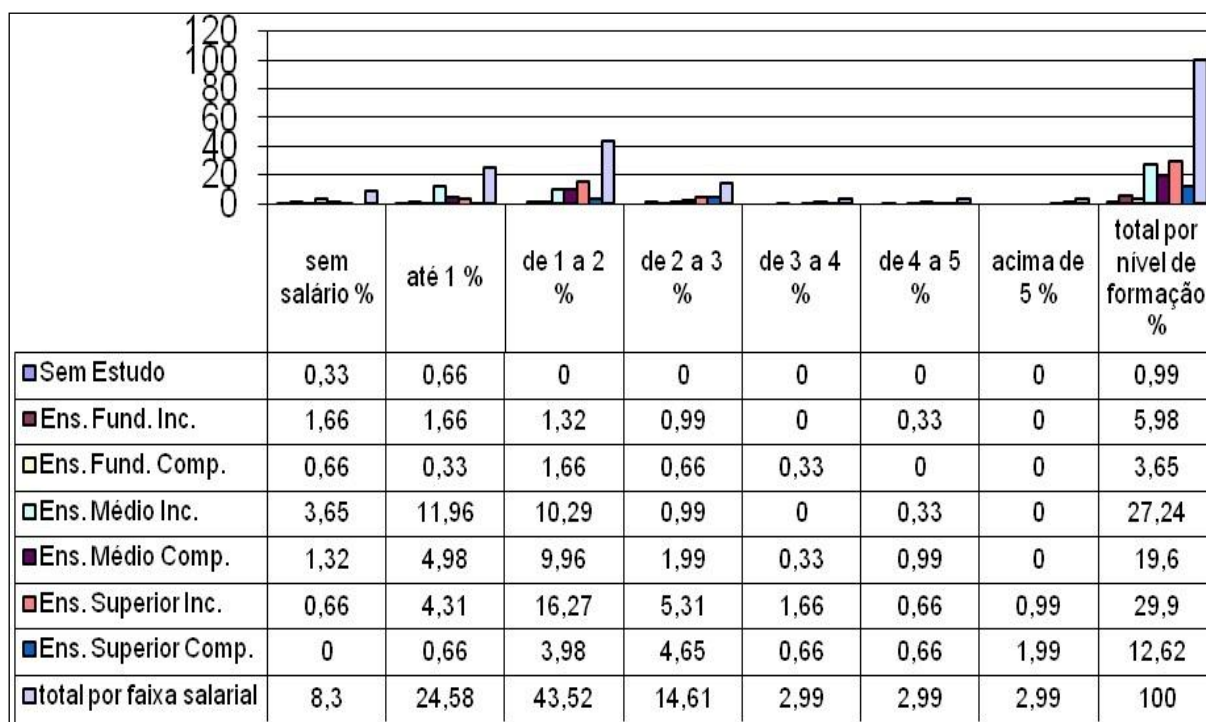 120
100
80
60
40
20
0
sem salário % até 1 % de 1 a 2 % de 2 a 3 % de 3 a 4 % de 4 a 5 % acima de 5 % total por nível de formação %
Sem Estudo 0,33 0,66 0 0 0 0 0 0,99
Ens. Fund. Inc. 1,66 1,66 1,32 0,99 0 0,33 0 5,98
Ens. Fund. Comp. 0,66 0,33 1,66 0,66 0,33 0 0 3,65
Ens. Médio Inc. 3,65 11,96 10,29 0,99 0 0,33 0 27,24
Ens. Médio Comp. 1,32 4,98 9,96 1,99 0,33 0,99 0 19,6
Ens. Superior Inc. 0,66 4,31 16,27 5,31 1,66 0,66 0,99 29,9
Ens. Superior Comp. 0 0,66 3,98 4,65 0,66 0,66 1,99 12,62
total por faixa salarial 8,3 24,58 43,52 14,61 2,99 2,99 2,99 100